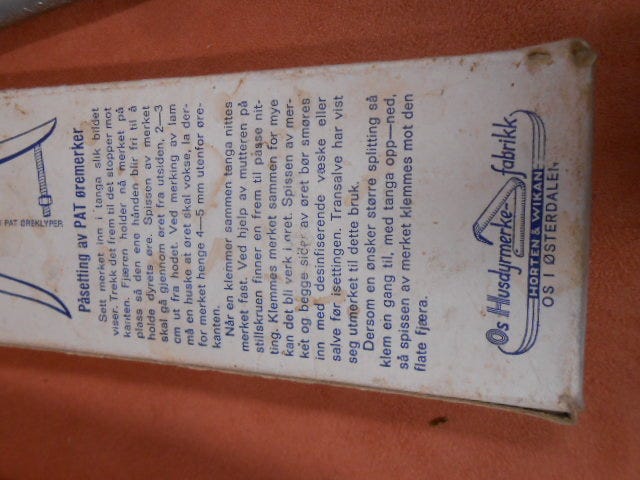 PAT ØREKLYPER
Påsetting av PAT øremerker
Sett merket inn i tanga slik bildet
viser. Trekk det frem til det stopper mot
kanten. Fjæren holder nå merket på
plass så den ene hånden blir fri til å
holde dyrets øre. Spissen av merket
skal gå gjennom øret fra utsiden, 2—3
cm ut fra hodet. Ved merking av lam
må en huske at øret skal vokse, la der-
for merket henge 4—5 mm utenfor øre-
kanten.
Når en klemmer sammen tanga nittes
merket fast. Ved hjelp av mutteren på
stillskruen finner en frem til passe nit-
ting. Klemmes merket sammen for mye
kan det bli verk i øret. Spissen av mer-
ket og begge sider av øret bør smøres
inn med desinfiserende væske eller
salve før isettingen. Transalve har vist
seg utmerket til dette bruk.
Dersom en ønsker større splitting så
klem en gang til, med tanga opp—ned,
så spissen av merket klemmes mot den
flate fjæra.
Os Husdyrmerkefabrikk
HORTEN & WIKAN
OS I ØSTERDALEN